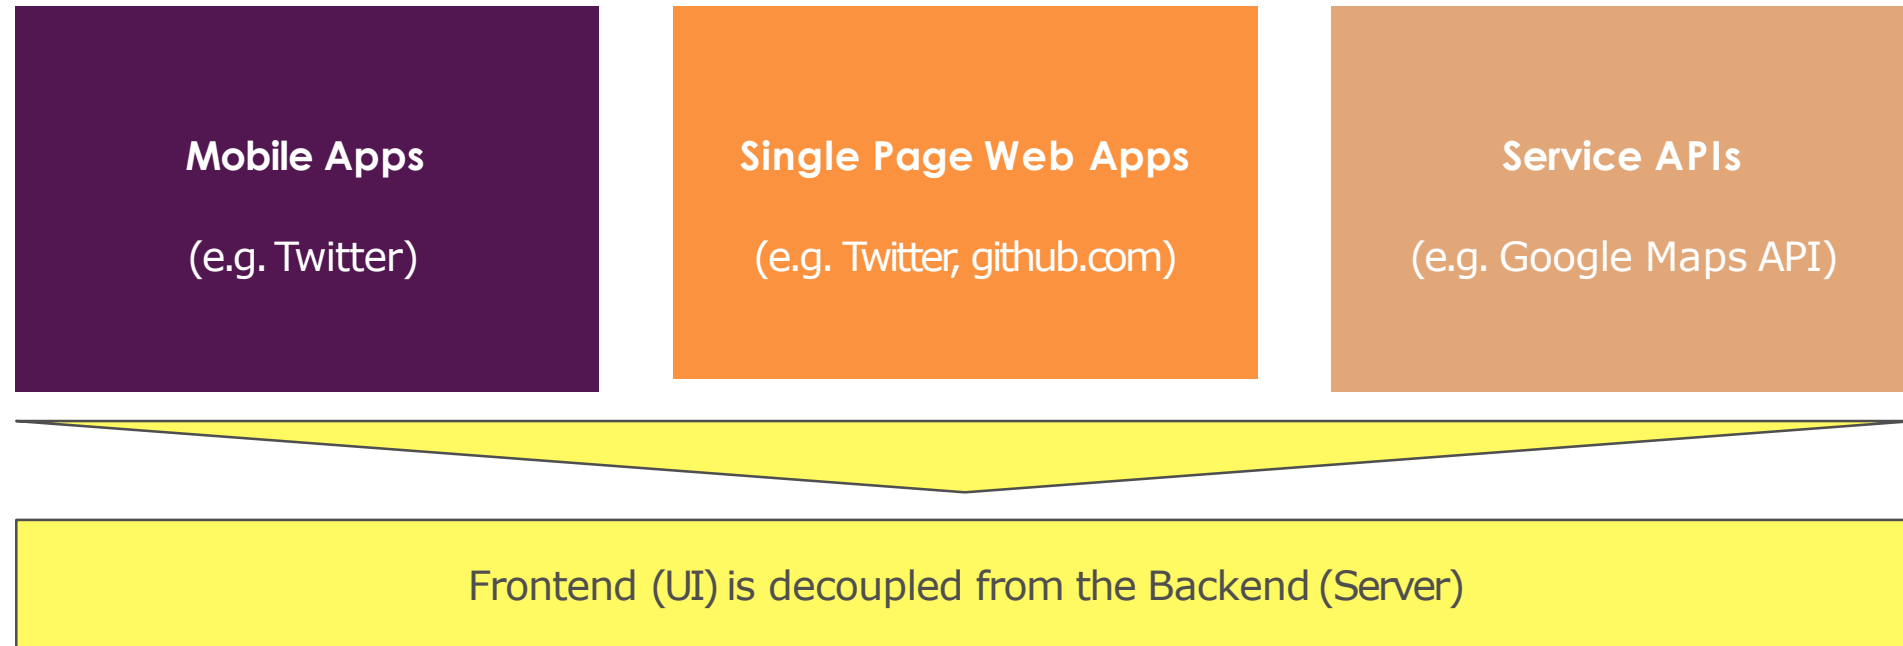 Mobile Apps
(e.g. Twitter)
Single Page Web Apps
(e.g. Twitter, github.com)
Service APIs
(e.g. Google Maps API)
Frontend (UI) is decoupled from the Backend (Server)